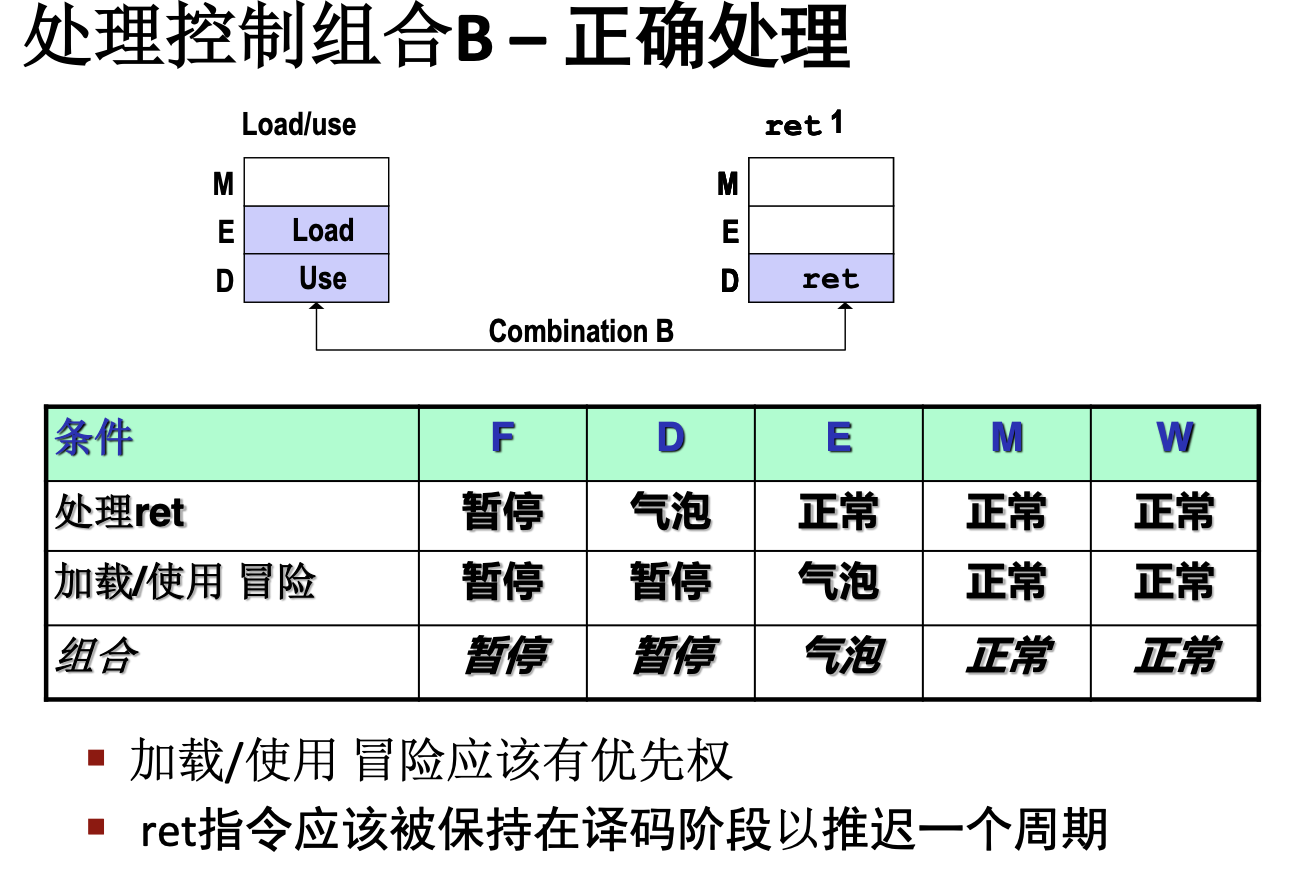 处理控制组合B – 正确处理
Load/use ret 1
M M
E Load E
D Use D ret
Combination B
条件 F D E M W
处理ret 暂停 气泡 正常 正常 正常
加载/使用 冒险 暂停 暂停 气泡 正常 正常
组合 暂停 暂停 气泡 正常 正常
加载/使用 冒险应该有优先权
ret指令应该被保持在译码阶段以推迟一个周期